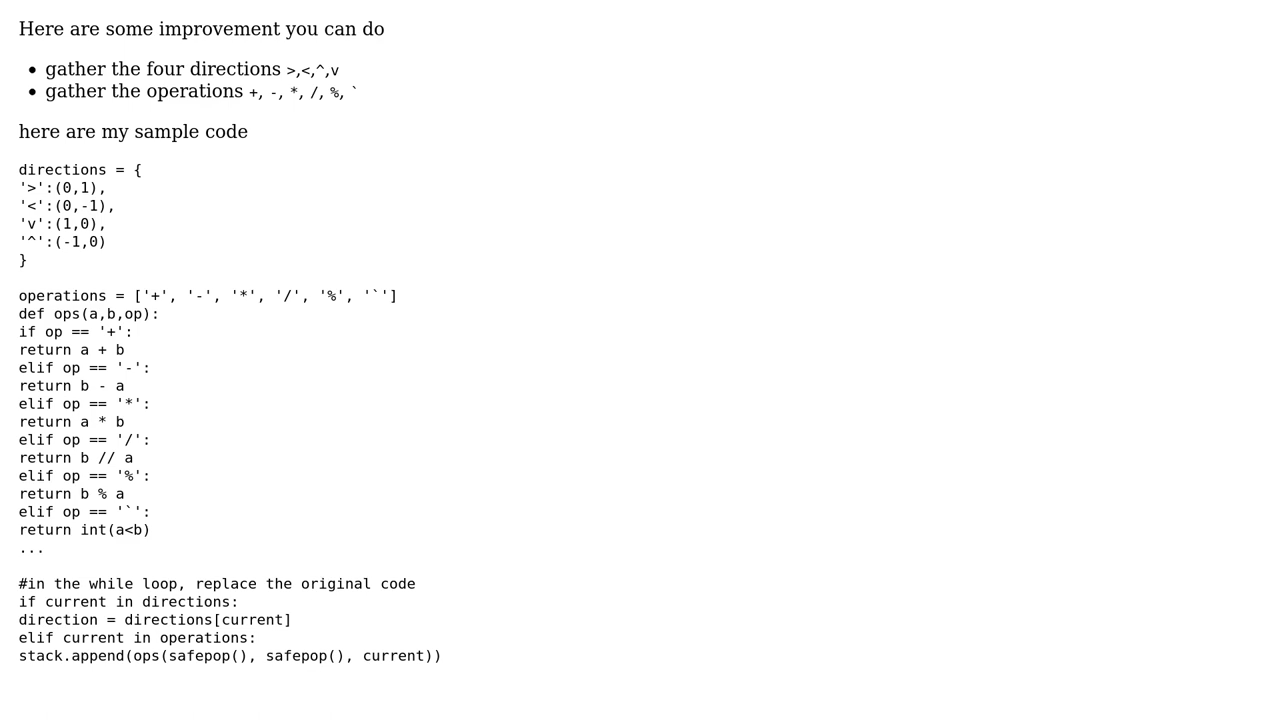 Here are some improvement you can do
• gather the four directions >,<,^,v
• gather the operations +, -, *, /, %, `
here are my sample code
directions = {
'>':(0,1),
'<':(0,-1),
'v':(1,0),
'^':(-1,0)
}
operations = ['+', '-', '*', '/', '%', '`']
def ops(a,b,op):
if op == '+':
return a + b
elif op == '-':
return b - a
elif op == '*':
return a * b
elif op == '/':
return b // a
elif op == '%':
return b % a
elif op == '`':
return int(a<b)
...
#in the while loop, replace the original code
if current in directions:
direction = directions[current]
elif current in operations:
stack.append(ops(safepop(), safepop(), current))